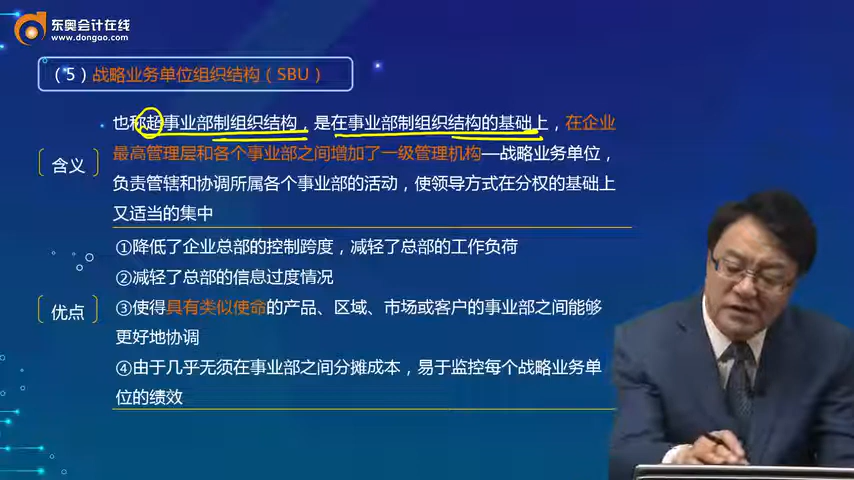 东奥会计在线
www.dongao.com
（5）战略业务单位组织结构（SBU）
也称超事业部制组织结构，是在事业部制组织结构的基础上，在企业
最高管理层和各个事业部之间增加了一级管理机构—战略业务单位，
负责管辖和协调所属各个事业部的活动，使领导方式在分权的基础上
又适当的集中
含义
①降低了企业总部的控制跨度，减轻了总部的工作负荷
②减轻了总部的信息过度情况
③使得具有类似使命的产品、区域、市场或客户的事业部之间能够
更好地协调
④由于几乎无须在事业部之间分摊成本，易于监控每个战略业务单
位的绩效
优点